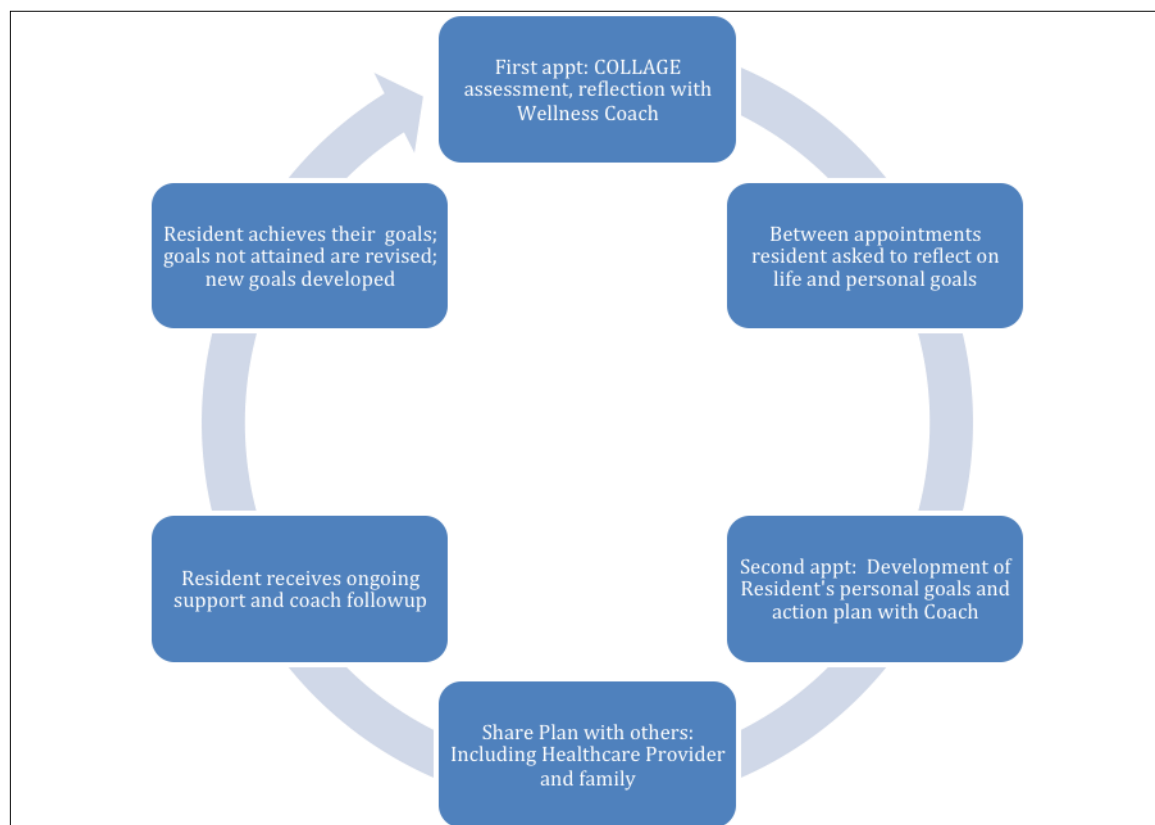 First appt: COLLAGE
assessment, reflection with
Wellness Coach
Between appointments
resident asked to reflect on
life and personal goals
Second appt:  Development of
Resident's personal goals and
action plan with Coach
Share Plan with others:
Including Healthcare Provider
and family
Resident receives ongoing
support and coach followup
Resident achieves their  goals;
goals not attained are revised;
new goals developed